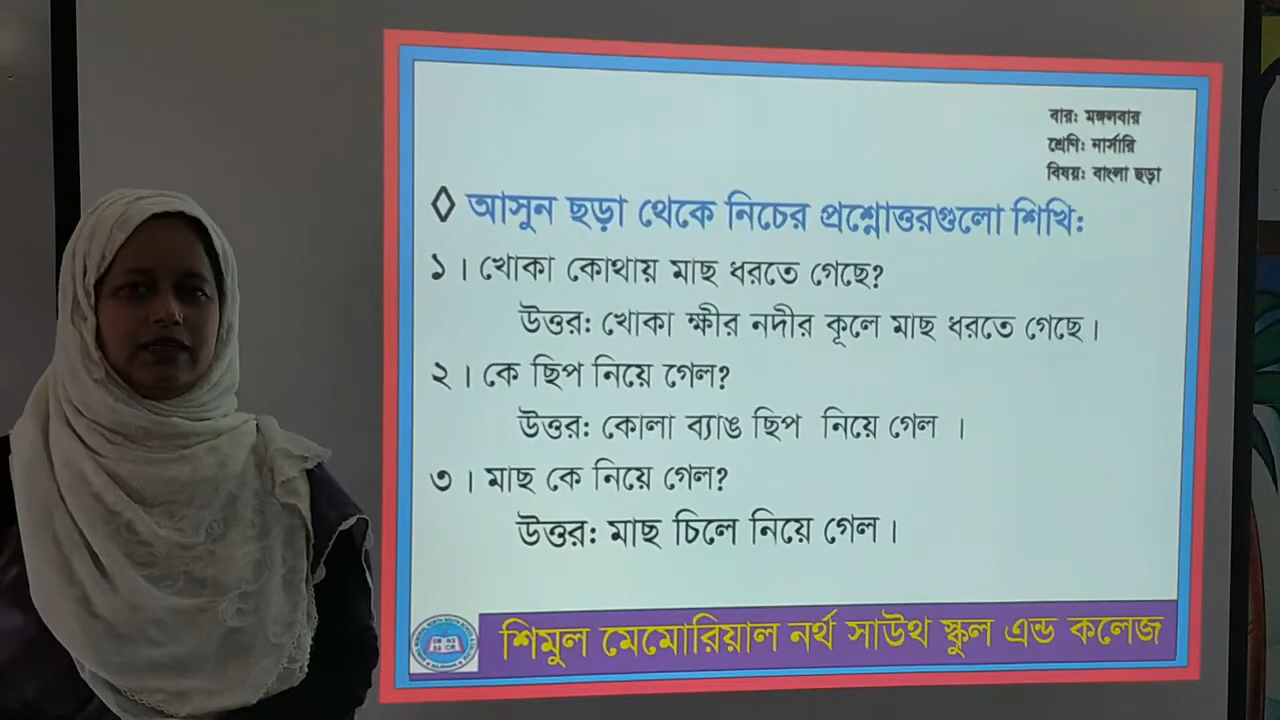 বার: মঙ্গলবার
শ্রেণি: নার্সারি
বিষয়: বাংলা ছড়া
◊ আসুন ছড়া থেকে নিচের প্রশ্নোত্তরগুলো শিখি:
১। খোকা কোথায় মাছ ধরতে গেছে?
উত্তর: খোকা ক্ষীর নদীর কূলে মাছ ধরতে গেছে।
২। কে ছিপ নিয়ে গেল?
উত্তর: কোলা ব্যাঙ ছিপ নিয়ে গেল ।
৩। মাছ কে নিয়ে গেল?
উত্তর: মাছ চিলে নিয়ে গেল।
শিমুল মেমোরিয়াল নর্থ সাউথ স্কুল এন্ড কলেজ